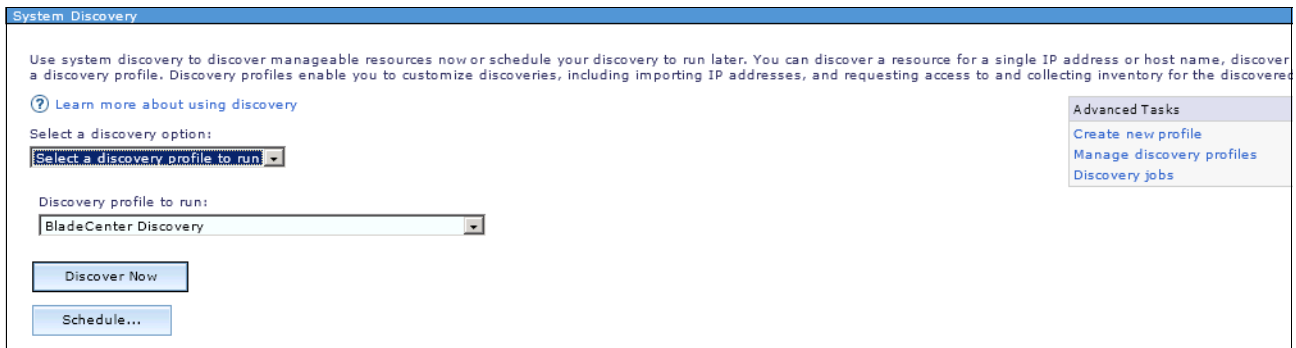 System Discovery
Use system discovery to discover manageable resources now or schedule your discovery to run later. You can discover a resource for a single IP address or host name, discover
a discovery profile. Discovery profiles enable you to customize discoveries, including importing IP addresses, and requesting access to and collecting inventory for the discovered
? Learn more about using discovery
Advanced Tasks
Select a discovery option:
Create new profile
Select a discovery profile to run
Manage discovery profiles
Discovery jobs
Discovery profile to run:
BladeCenter Discovery
Discover Now
Schedule...